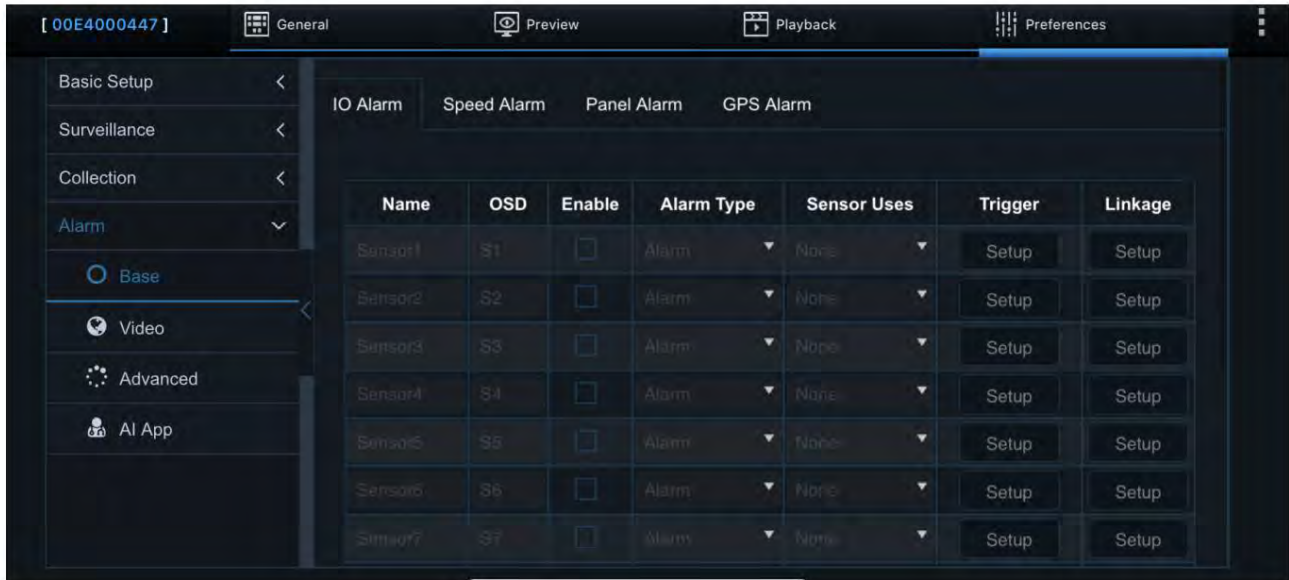 [ 00E4000447 ] General Preview Playback Preferences
Basic Setup
IO Alarm Speed Alarm Panel Alarm GPS Alarm
Surveillance
Collection
Name OSD Enable Alarm Type Sensor Uses Trigger Linkage
Alarm
Sensor1 S1 Alarm None Setup Setup
Base
Sensor2 S2 Alarm None Setup Setup
Video
Sensor3 S3 Alarm None Setup Setup
Advanced
Sensor4 S4 Alarm None Setup Setup
AI App
Sensor5 S5 Alarm None Setup Setup
Sensor6 S6 Alarm None Setup Setup
Sensor7 S7 Alarm None Setup Setup